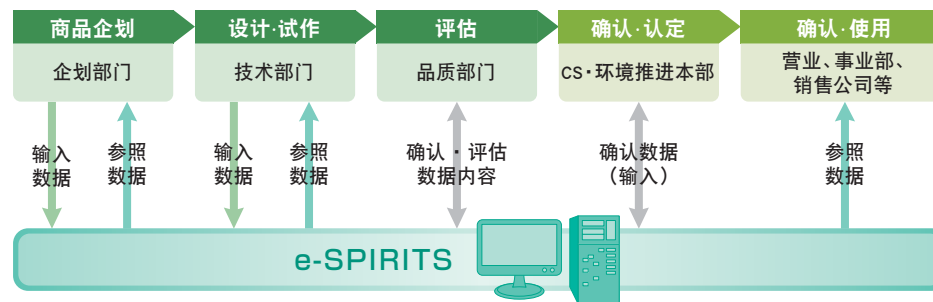 商品企划
设计·试作
评估
确认·认定
确认·使用
企划部门
技术部门
品质部门
CS·环境推进本部
营业、事业部、
销售公司等
输入
数据
参照
数据
输入
数据
参照
数据
确认·评估
数据内容
确认数据
（输入）
参照
数据
e-SPIRITS